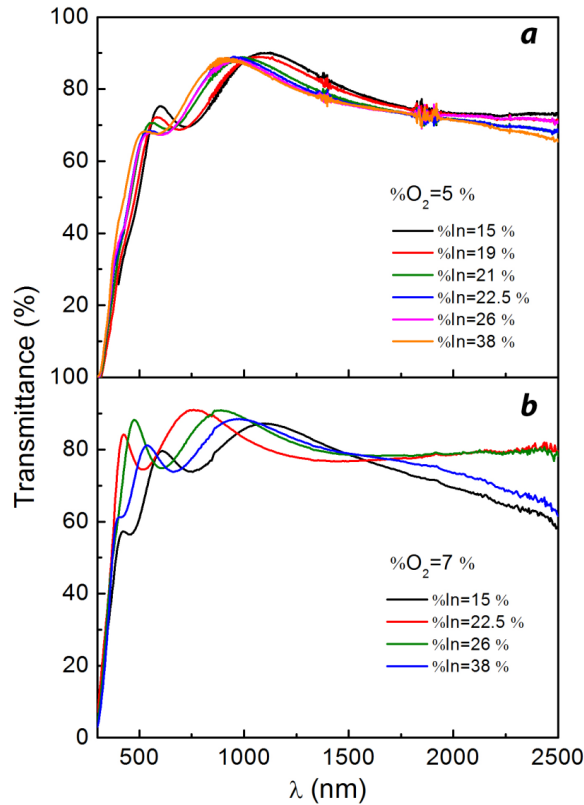 100
a
80
60
%O2=5 %
%In=15 %
40
%In=19 %
%In=21 %
%In=22.5 %
20
%In=26 %
%In=38 %
Transmittance (%)
100
b
80
60
%O2=7 %
%In=15 %
40
%In=22.5 %
%In=26 %
20
%In=38 %
0
500 1000 1500 2000 2500
λ (nm)